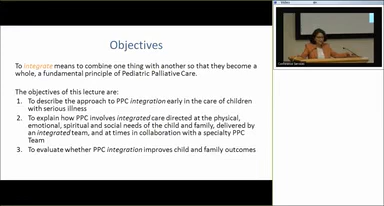 Objectives
To integrate means to combine one thing with another so that they become a
whole, a fundamental principle of Pediatric Palliative Care.
The objectives of this lecture are:
1. To describe the approach to PPC integration early in the care of children
with serious illness
2. To explain how PPC involves integrated care directed at the physical,
emotional, spiritual and social needs of the child and family, delivered by
an integrated team, and at times in collaboration with a specialty PPC
Team
3. To evaluate whether PPC integration improves child and family outcomes